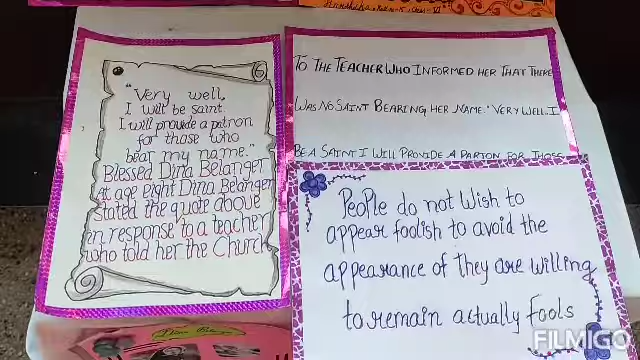 "Very well,
I will be saint.
I will provide a patron
for those who
bear my name."
Blessed Dina Belanger
At age eight Dina Belanger
stated the quote above
in response to a teacher
who told her the Church
TO THE TEACHER WHO INFORMED HER THAT THERE
WAS NO SAINT BEARING HER NAME. "VERY WELL. I
BE A SAINT I WILL PROVIDE A PARTON FOR THOSE
People do not wish to
appear foolish to avoid the
appearance of they are willing
to remain actually fools
FILMIGO